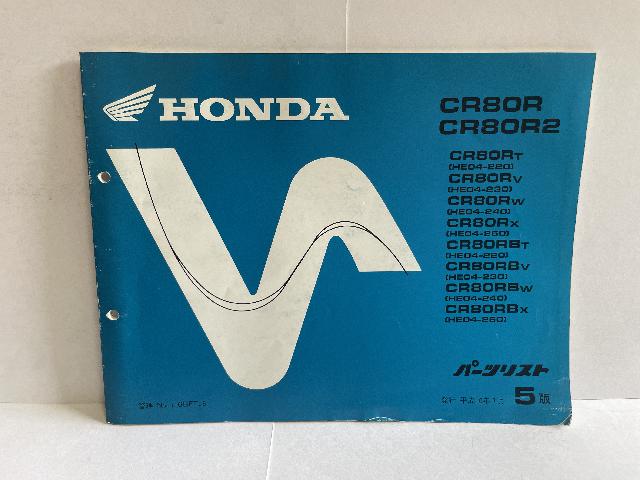 HONDA
CR80R
CR80R2
CR80RT
(HE04-220)
CR80RV
(HE04-230)
CR80RW
(HE04-240)
CR80RX
(HE04-250)
CR80RBT
(HE04-220)
CR80RBV
(HE04-230)
CR80RBW
(HE04-240)
CR80RBX
(HE04-250)
パーツリスト
5版